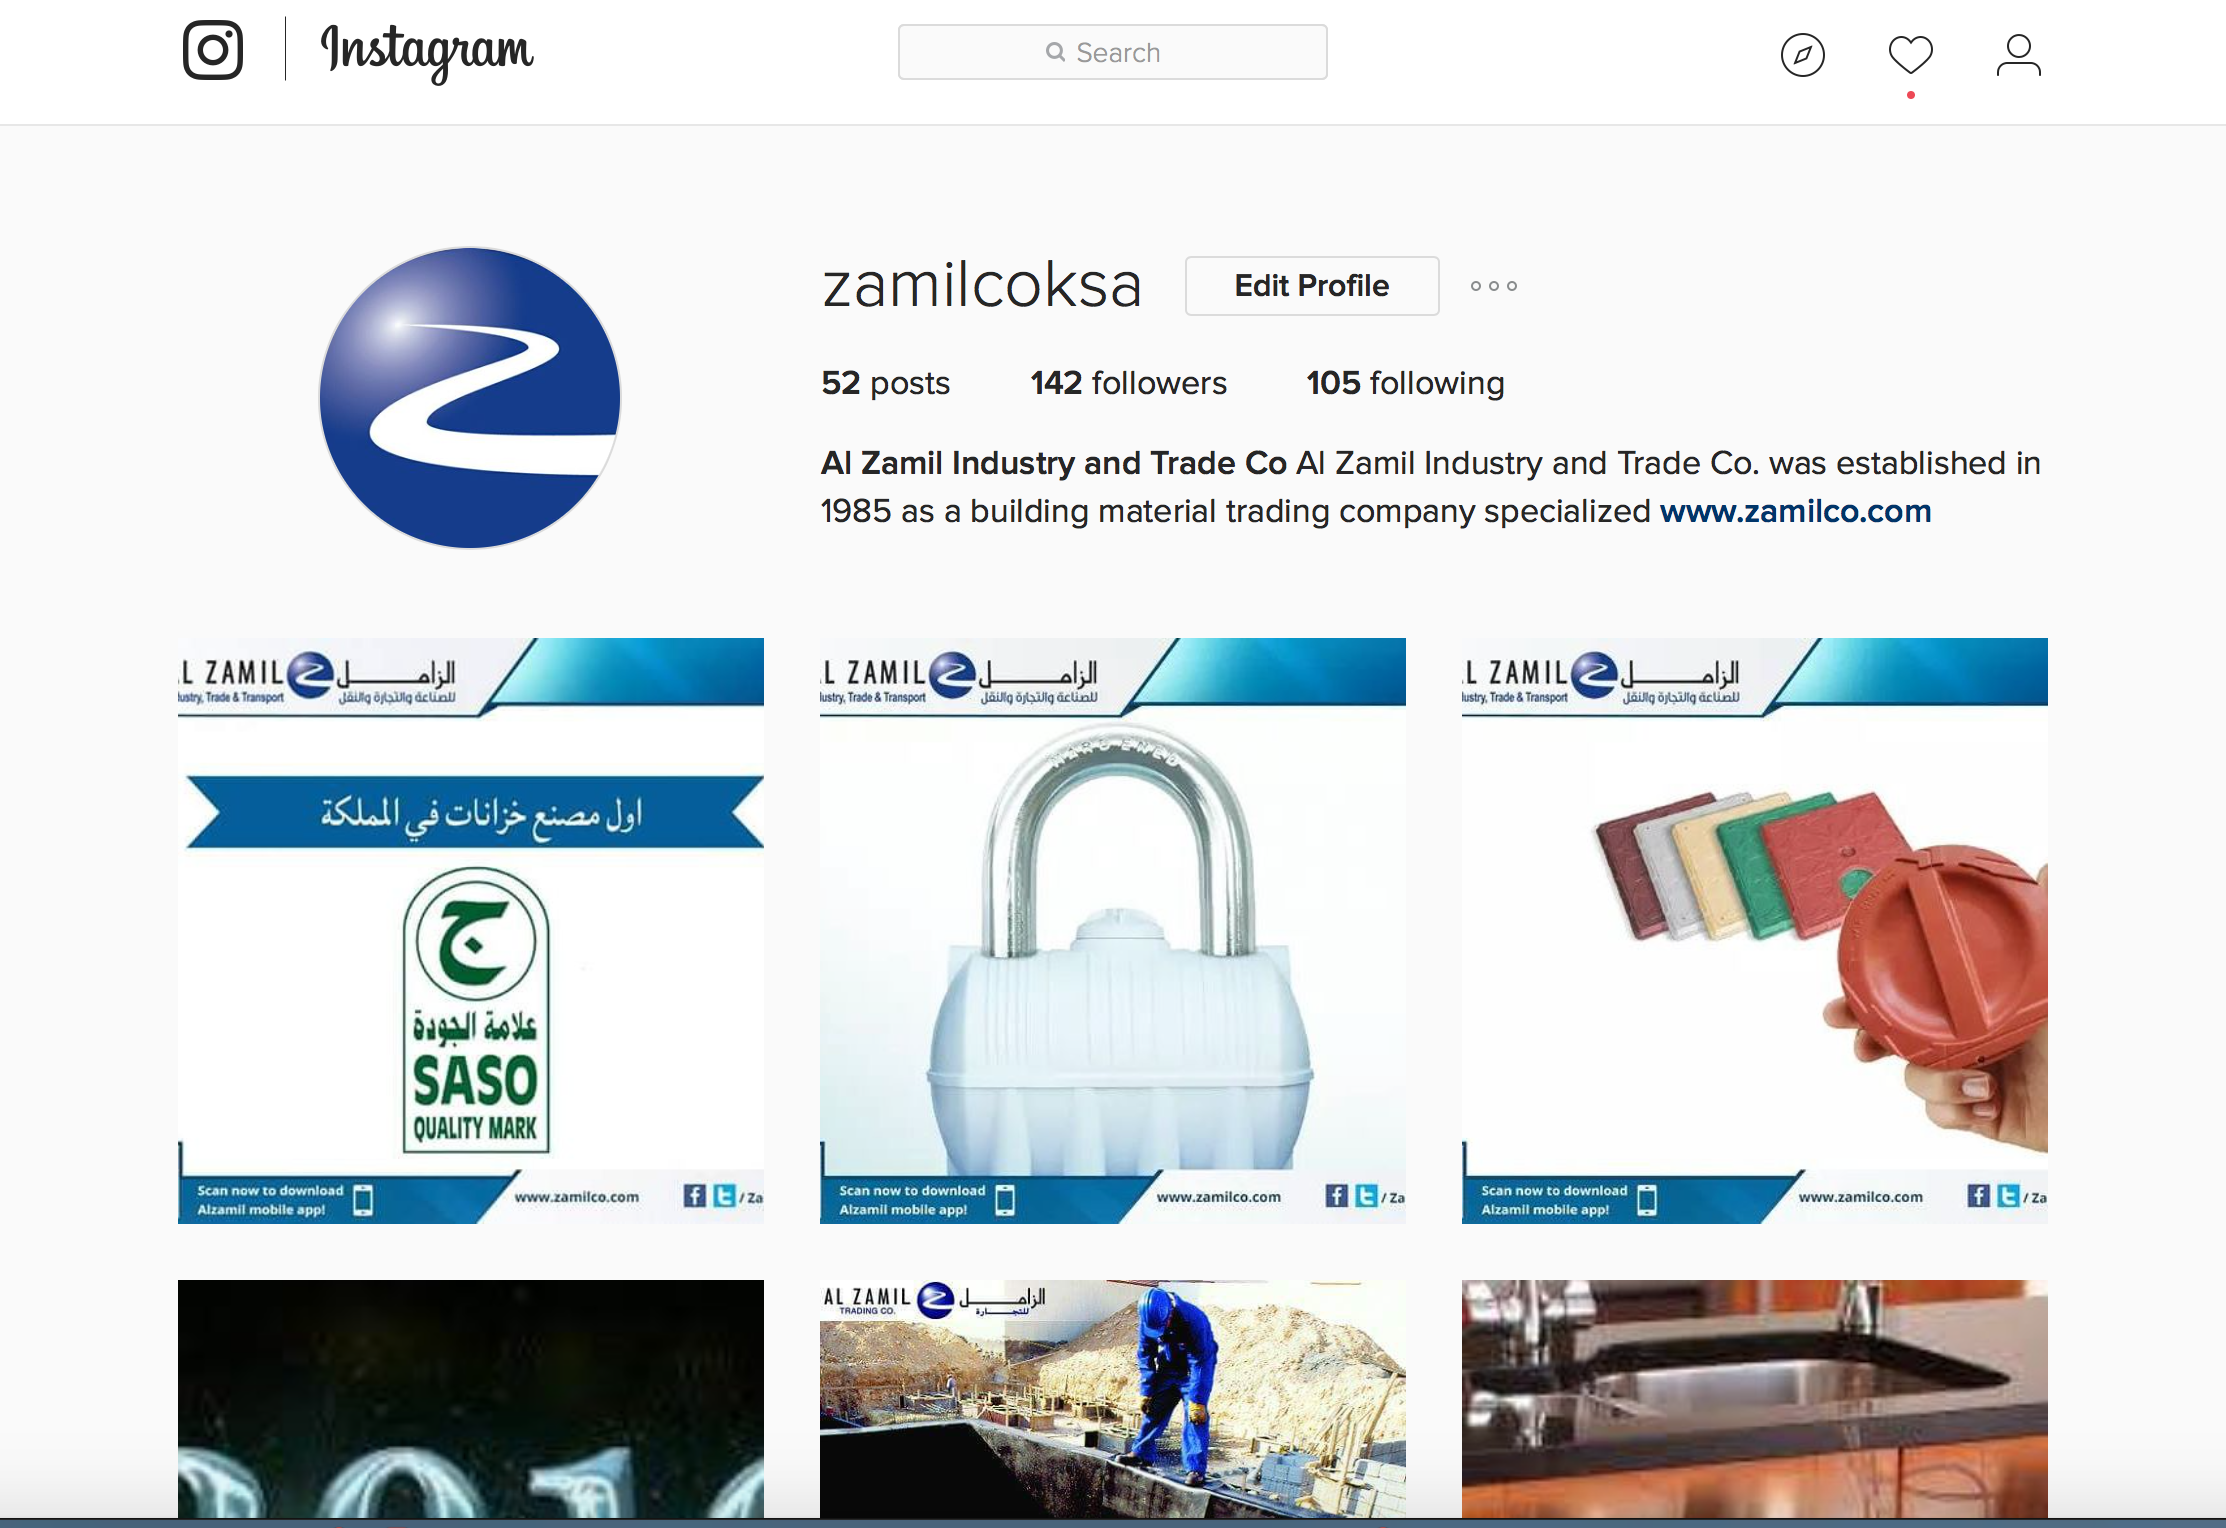 Instagram
Search
zamilcoksa
Edit Profile
52 posts
142 followers
105 following
Al Zamil Industry and Trade Co Al Zamil Industry and Trade Co. was established in
1985 as a building material trading company specialized www.zamilco.com
L ZAMIL الزامل
ustry, Trade & Transport للصناعة والتجارة والنقل
اول مصنع خزانات في المملكة
ج
علامة الجودة
SASO
QUALITY MARK
Scan now to download
Alzamil mobile app!
www.zamilco.com
f t / Za
L ZAMIL الزامل
ustry, Trade & Transport للصناعة والتجارة والنقل
HARDENED
Scan now to download
Alzamil mobile app!
www.zamilco.com
f t / Za
L ZAMIL الزامل
ustry, Trade & Transport للصناعة والتجارة والنقل
Scan now to download
Alzamil mobile app!
www.zamilco.com
f t / Za
AL ZAMIL الزامل
TRADING CO. للتجارة